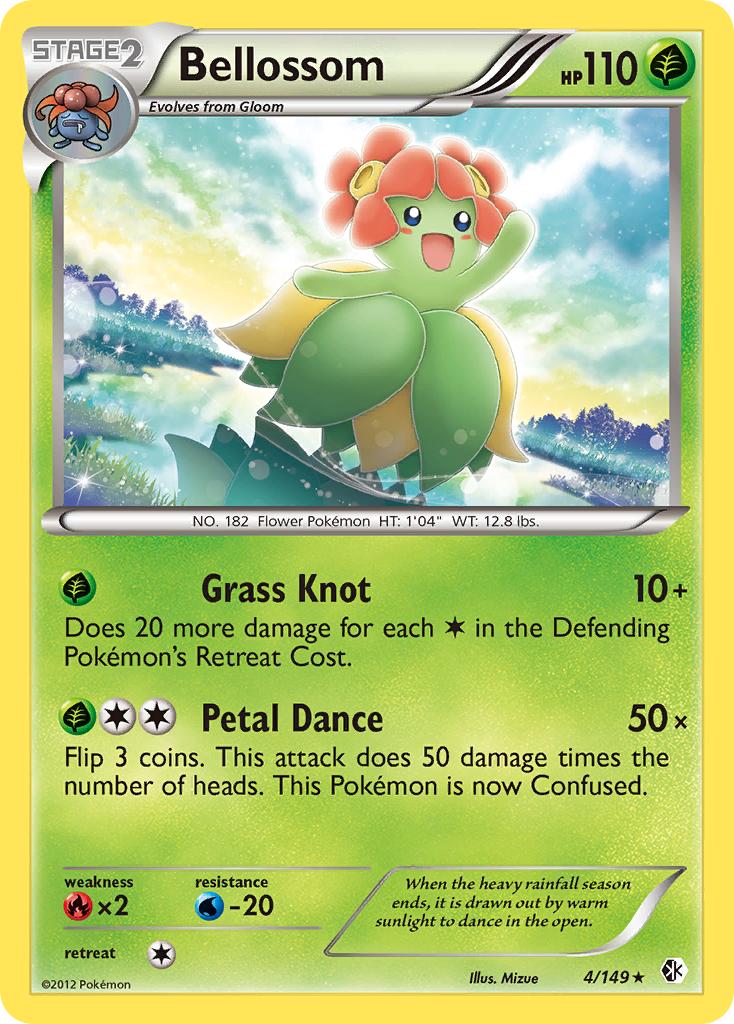 STAGE2
Bellossom
HP110
Evolves from Gloom
NO. 182 Flower Pokémon HT: 1'04" WT: 12.8 lbs.
Grass Knot 10+
Does 20 more damage for each in the Defending
Pokémon's Retreat Cost.
Petal Dance 50×
Flip 3 coins. This attack does 50 damage times the
number of heads. This Pokémon is now Confused.
weakness resistance
×2 -20
retreat
When the heavy rainfall season
ends, it is drawn out by warm
sunlight to dance in the open.
©2012 Pokémon Illus. Mizue 4/149★